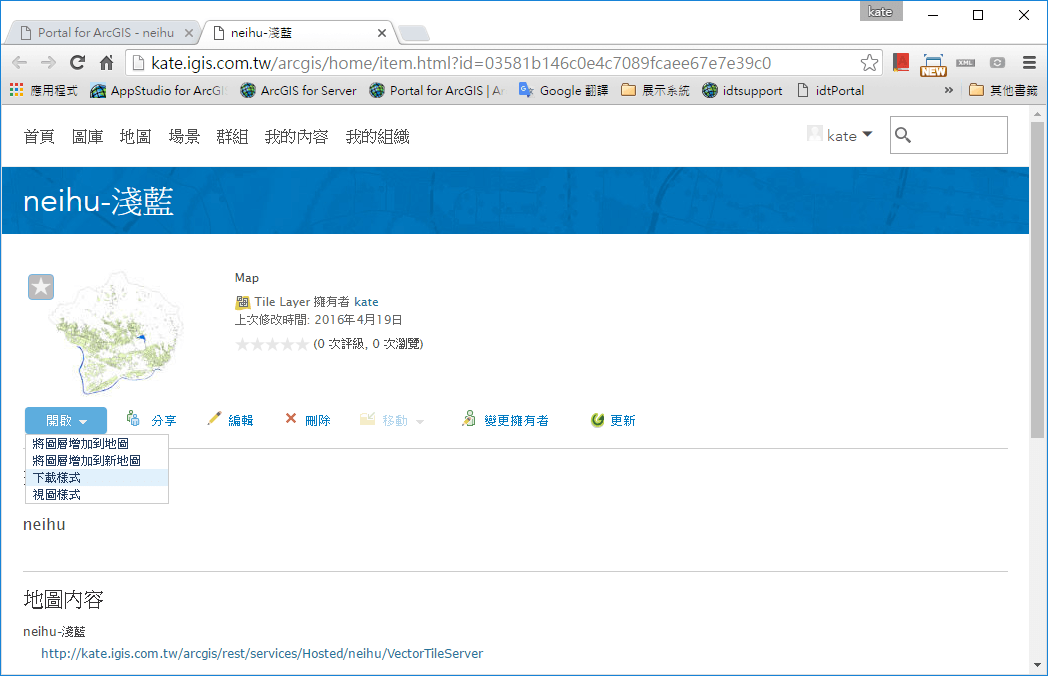 kate
Portal for ArcGIS - neihu
neihu-淺藍
kate.igis.com.tw/arcgis/home/item.html?id=03581b146c0e4c7089fcaee67e7e39c0
NEW
XML
應用程式 AppStudio for ArcGI ArcGIS for Server Portal for ArcGIS | Ar Google 翻譯 展示系統 idtsupport idtPortal » 其他書籤
首頁 圖庫 地圖 場景 群組 我的內容 我的組織 kate
neihu-淺藍
Map
Tile Layer 擁有者 kate
上次修改時間: 2016年4月19日
(0 次評級, 0 次瀏覽)
開啟 分享 編輯 刪除 移動 變更擁有者 更新
將圖層增加到地圖
將圖層增加到新地圖
下載樣式
視圖樣式
neihu
地圖內容
neihu-淺藍
http://kate.igis.com.tw/arcgis/rest/services/Hosted/neihu/VectorTileServer